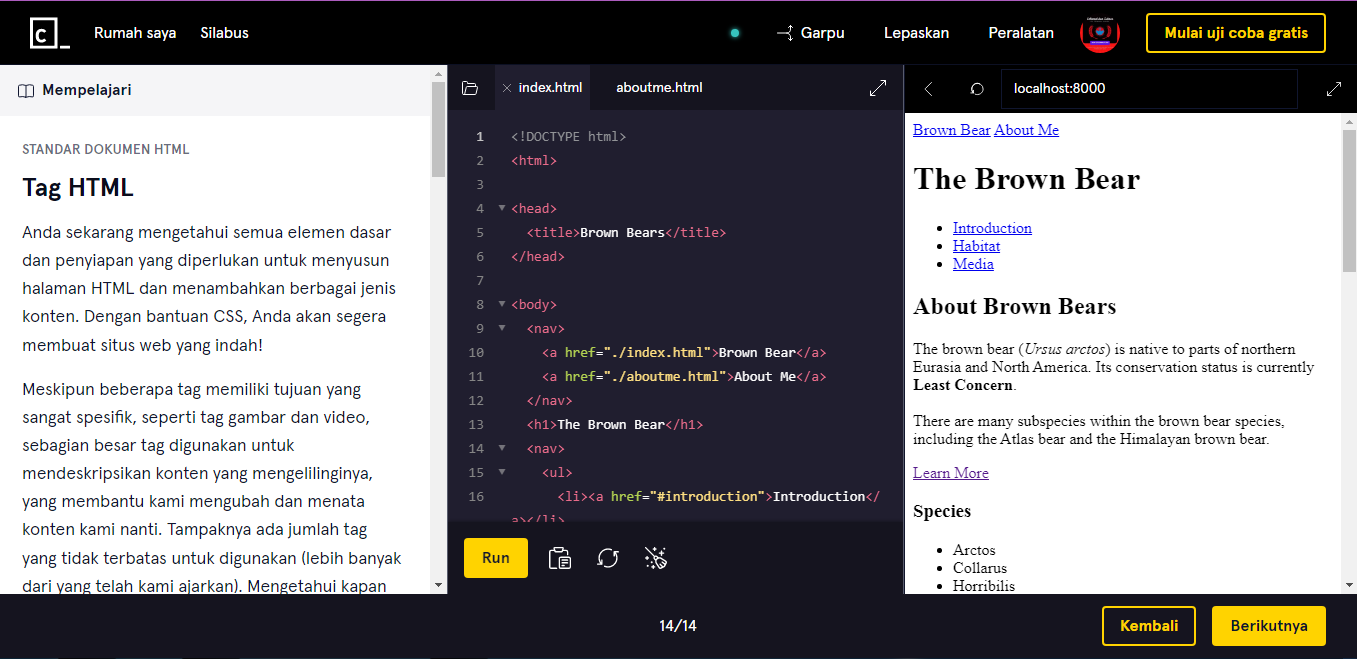 c_
Rumah saya
Silabus
Garpu
Lepaskan
Peralatan
Mulai uji coba gratis
Mempelajari
STANDAR DOKUMEN HTML
Tag HTML
Anda sekarang mengetahui semua elemen dasar
dan penyiapan yang diperlukan untuk menyusun
halaman HTML dan menambahkan berbagai jenis
konten. Dengan bantuan CSS, Anda akan segera
membuat situs web yang indah!
Meskipun beberapa tag memiliki tujuan yang
sangat spesifik, seperti tag gambar dan video,
sebagian besar tag digunakan untuk
mendeskripsikan konten yang mengelilinginya,
yang membantu kami mengubah dan menata
konten kami nanti. Tampaknya ada jumlah tag
yang tidak terbatas untuk digunakan (lebih banyak
dari yang telah kami ajarkan). Mengetahui kapan
index.html
aboutme.html
1 <!DOCTYPE html>
2 <html>
3
4 <head>
5 <title>Brown Bears</title>
6 </head>
7
8 <body>
9 <nav>
10 <a href="./index.html">Brown Bear</a>
11 <a href="./aboutme.html">About Me</a>
12 </nav>
13 <h1>The Brown Bear</h1>
14 <nav>
15 <ul>
16 <li><a href="#introduction">Introduction</
a></li>
Run
localhost:8000
Brown Bear About Me
The Brown Bear
Introduction
Habitat
Media
About Brown Bears
The brown bear (Ursus arctos) is native to parts of northern
Eurasia and North America. Its conservation status is currently
Least Concern.
There are many subspecies within the brown bear species,
including the Atlas bear and the Himalayan brown bear.
Learn More
Species
Arctos
Collarus
Horribilis
14/14
Kembali
Berikutnya